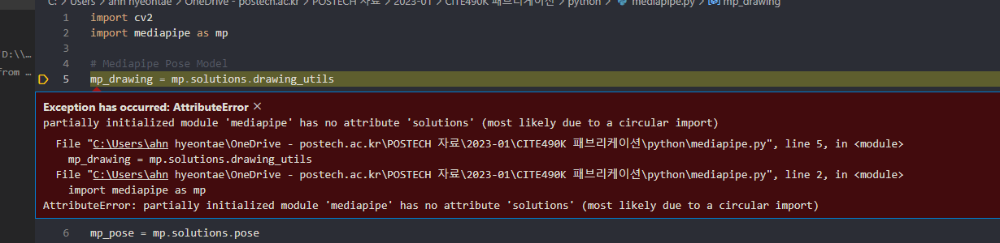 C: > Users > ahn hyeontae > OneDrive - postech.ac.kr > POSTECH 자료 > 2023-01 > CITE490K 패브리케이션 > python > mediapipe.py > mp_drawing
1 import cv2
2 import mediapipe as mp
3
'D:\\…
4 # Mediapipe Pose Model
from …
5 mp_drawing = mp.solutions.drawing_utils
Exception has occurred: AttributeError ×
partially initialized module 'mediapipe' has no attribute 'solutions' (most likely due to a circular import)
File "C:\Users\ahn hyeontae\OneDrive - postech.ac.kr\POSTECH 자료\2023-01\CITE490K 패브리케이션\python\mediapipe.py", line 5, in <module>
mp_drawing = mp.solutions.drawing_utils
File "C:\Users\ahn hyeontae\OneDrive - postech.ac.kr\POSTECH 자료\2023-01\CITE490K 패브리케이션\python\mediapipe.py", line 2, in <module>
import mediapipe as mp
AttributeError: partially initialized module 'mediapipe' has no attribute 'solutions' (most likely due to a circular import)
6 mp_pose = mp.solutions.pose